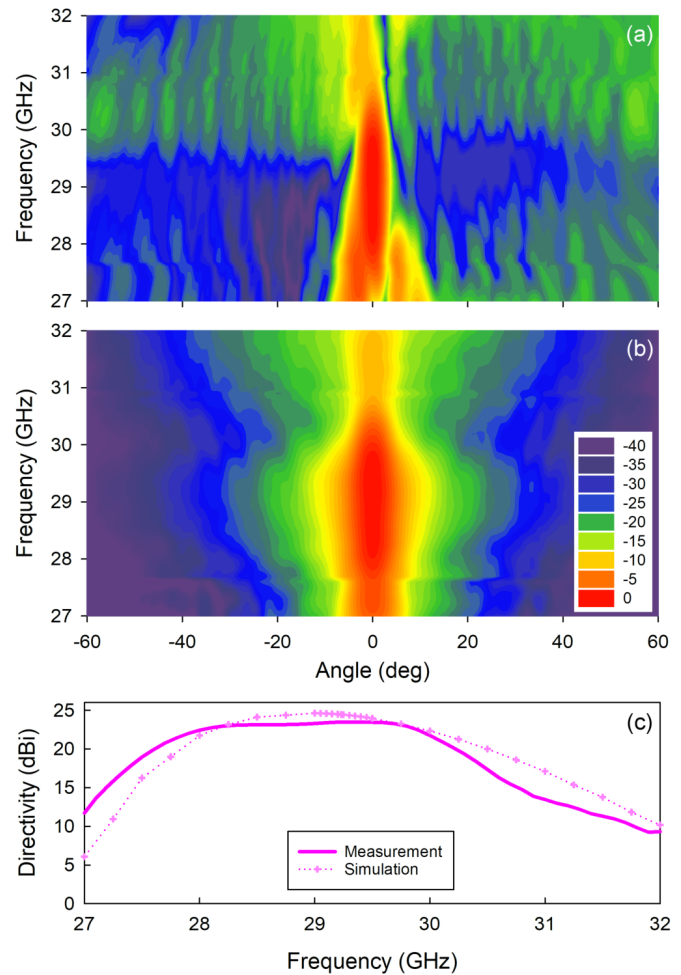 32
(a)
31
30
29
28
27
Frequency (GHz)
32
(b)
31
30
29
28
27
Frequency (GHz)
-40
-35
-30
-25
-20
-15
-10
-5
0
-60 -40 -20 0 20 40 60
Angle (deg)
25
(c)
20
15
10
5
0
Directivity (dBi)
Measurement
Simulation
27 28 29 30 31 32
Frequency (GHz)